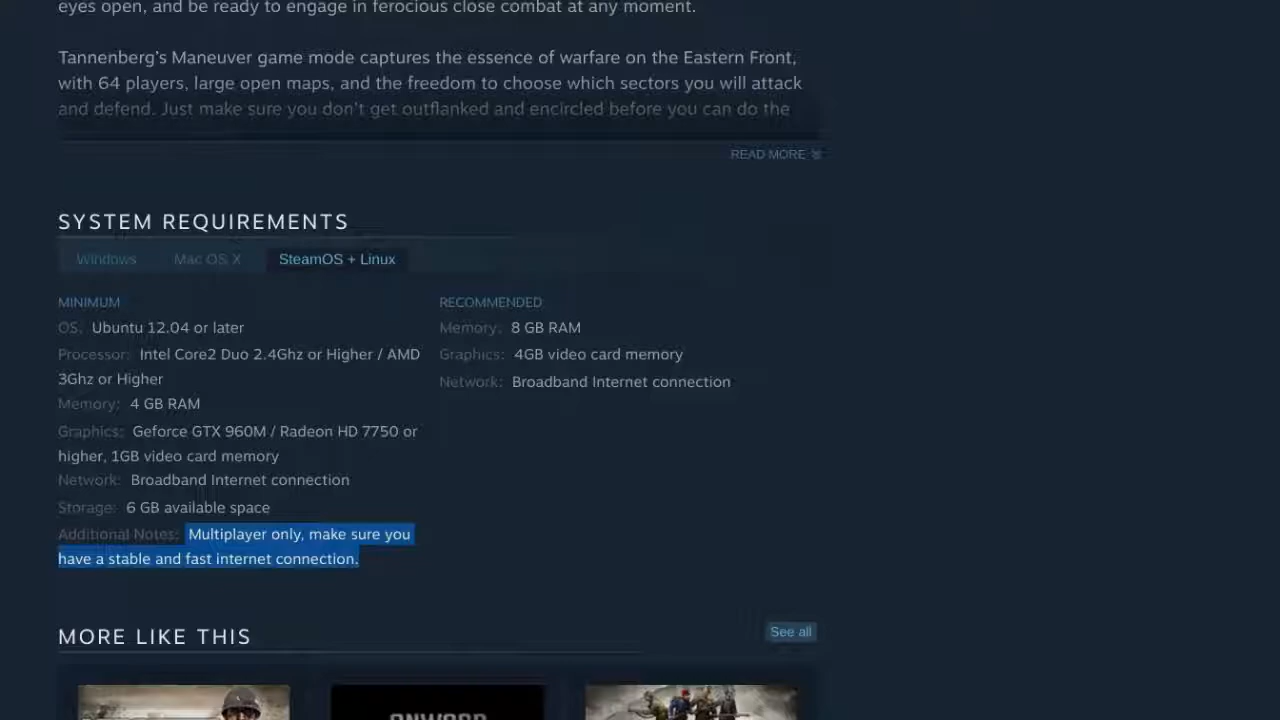 eyes open, and be ready to engage in ferocious close combat at any moment.
Tannenberg's Maneuver game mode captures the essence of warfare on the Eastern Front,
with 64 players, large open maps, and the freedom to choose which sectors you will attack
and defend. Just make sure you don't get outflanked and encircled before you can do the
READ MORE
SYSTEM REQUIREMENTS
Windows Mac OS X SteamOS + Linux
MINIMUM
OS: Ubuntu 12.04 or later
Processor: Intel Core2 Duo 2.4Ghz or Higher / AMD
3Ghz or Higher
Memory: 4 GB RAM
Graphics: Geforce GTX 960M / Radeon HD 7750 or
higher, 1GB video card memory
Network: Broadband Internet connection
Storage: 6 GB available space
Additional Notes: Multiplayer only, make sure you
have a stable and fast internet connection.
RECOMMENDED
Memory: 8 GB RAM
Graphics: 4GB video card memory
Network: Broadband Internet connection
MORE LIKE THIS
See all